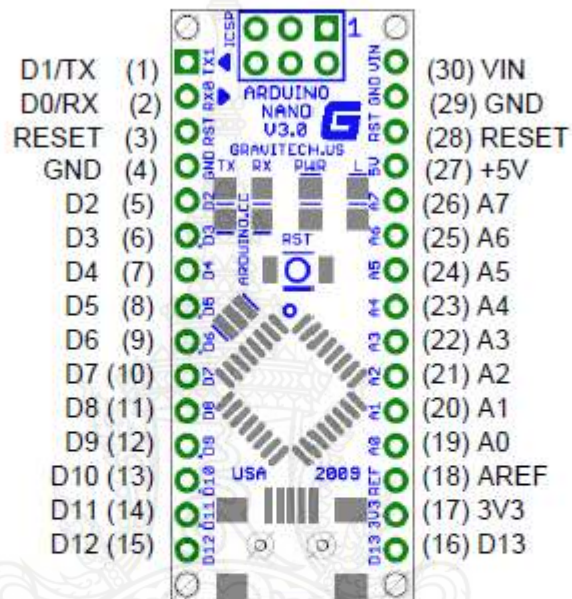 ICSP
1
D1/TX (1) TX1 VIN (30) VIN
D0/RX (2) RX0 ARDUINO GND (29) GND
NANO
RESET (3) RST V3.0 G RST (28) RESET
GRAVITECH.US
GND (4) GND TX RX PWR L 5V (27) +5V
D2 (5) D2 A7 (26) A7
ARDUINO.CC
D3 (6) D3 RST A6 (25) A6
D4 (7) D4 A5 (24) A5
D5 (8) D5 A4 (23) A4
D6 (9) D6 A3 (22) A3
D7 (10) D7 A2 (21) A2
D8 (11) D8 A1 (20) A1
D9 (12) D9 A0 (19) A0
D10 (13) D10 USA 2009 REF (18) AREF
D11 (14) D11 3V3 (17) 3V3
D12 (15) D12 D13 (16) D13